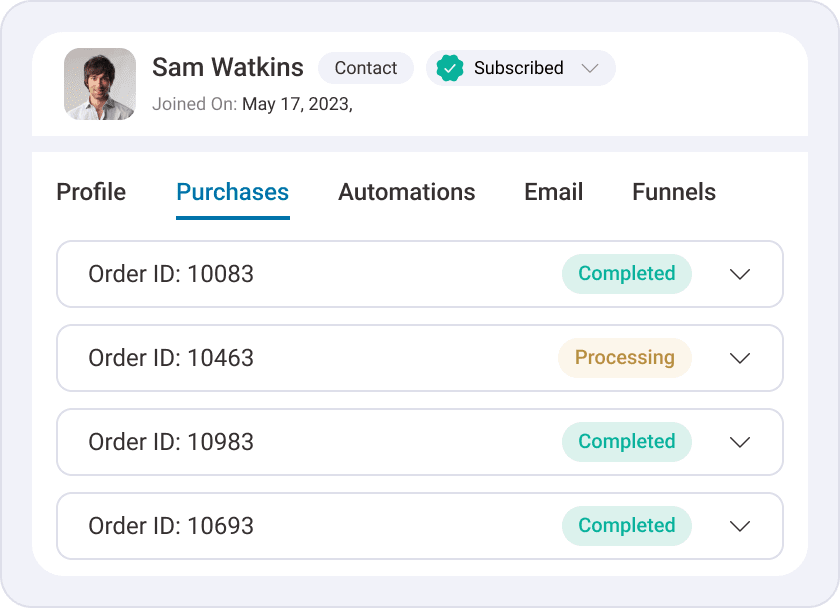 Sam Watkins Contact Subscribed
Joined On: May 17, 2023,
Profile Purchases Automations Email Funnels
Order ID: 10083 Completed
Order ID: 10463 Processing
Order ID: 10983 Completed
Order ID: 10693 Completed